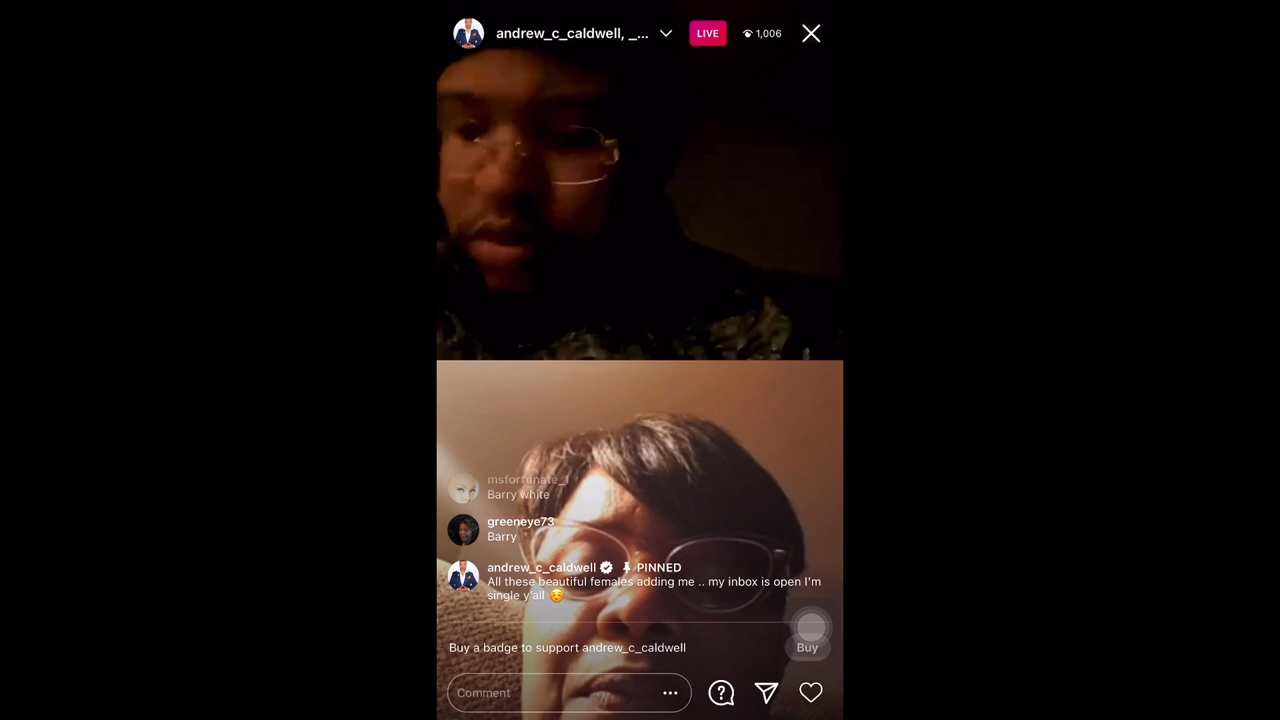 andrew_c_caldwell, _...
LIVE
1,006
msfortunate_1
Barry white
greeneye73
Barry
andrew_c_caldwell PINNED
All these beautiful females adding me .. my inbox is open I'm
single y'all ☺️
Buy a badge to support andrew_c_caldwell
Buy
Comment